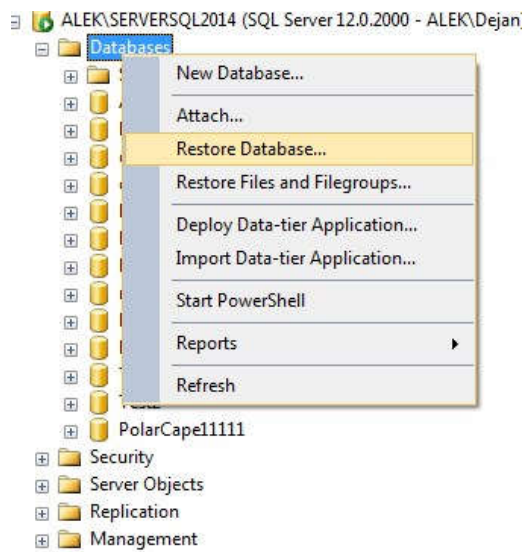 ALEK\SERVERSQL2014 (SQL Server 12.0.2000 - ALEK\Dejan)
Databases
New Database...
Attach...
Restore Database...
Restore Files and Filegroups...
Deploy Data-tier Application...
Import Data-tier Application...
Start PowerShell
Reports
Refresh
PolarCape11111
Security
Server Objects
Replication
Management